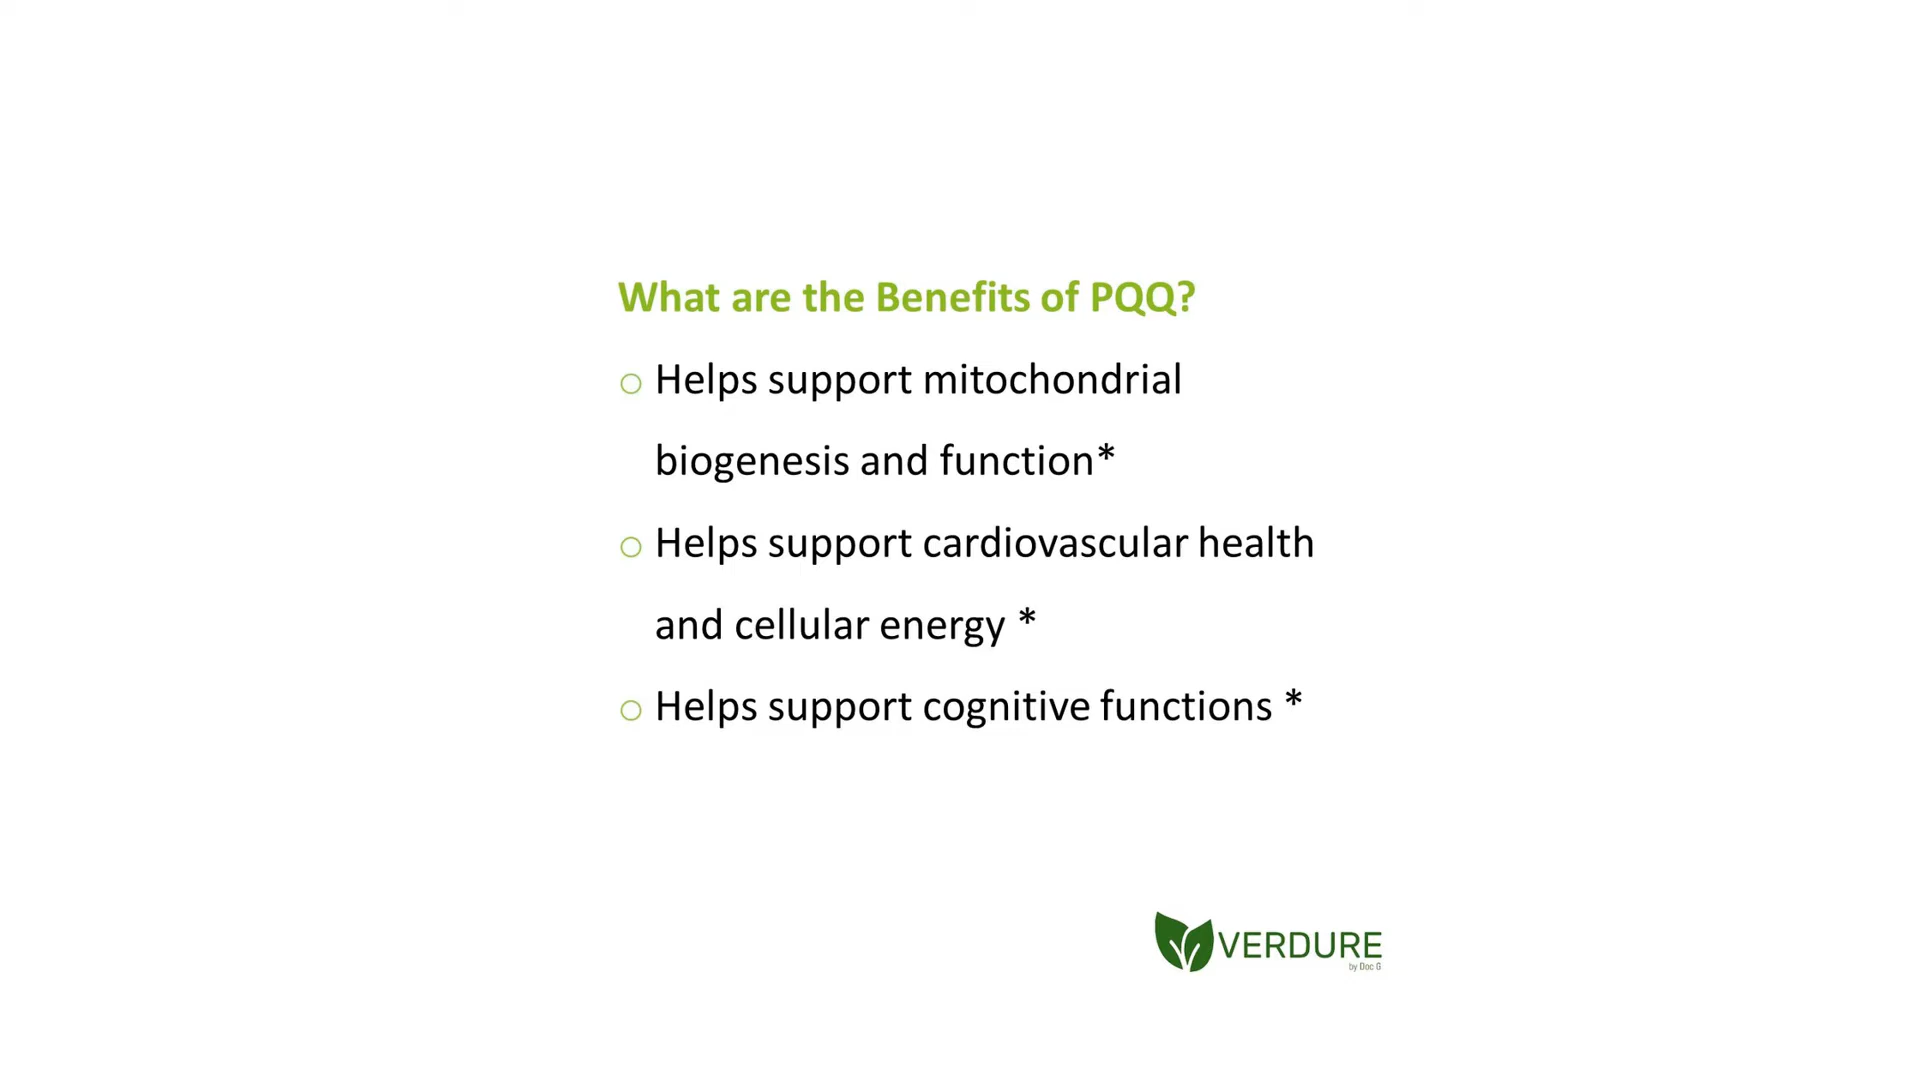 What are the Benefits of PQQ?
o Helps support mitochondrial
biogenesis and function*
o Helps support cardiovascular health
and cellular energy *
o Helps support cognitive functions *
VERDURE
by Doc G